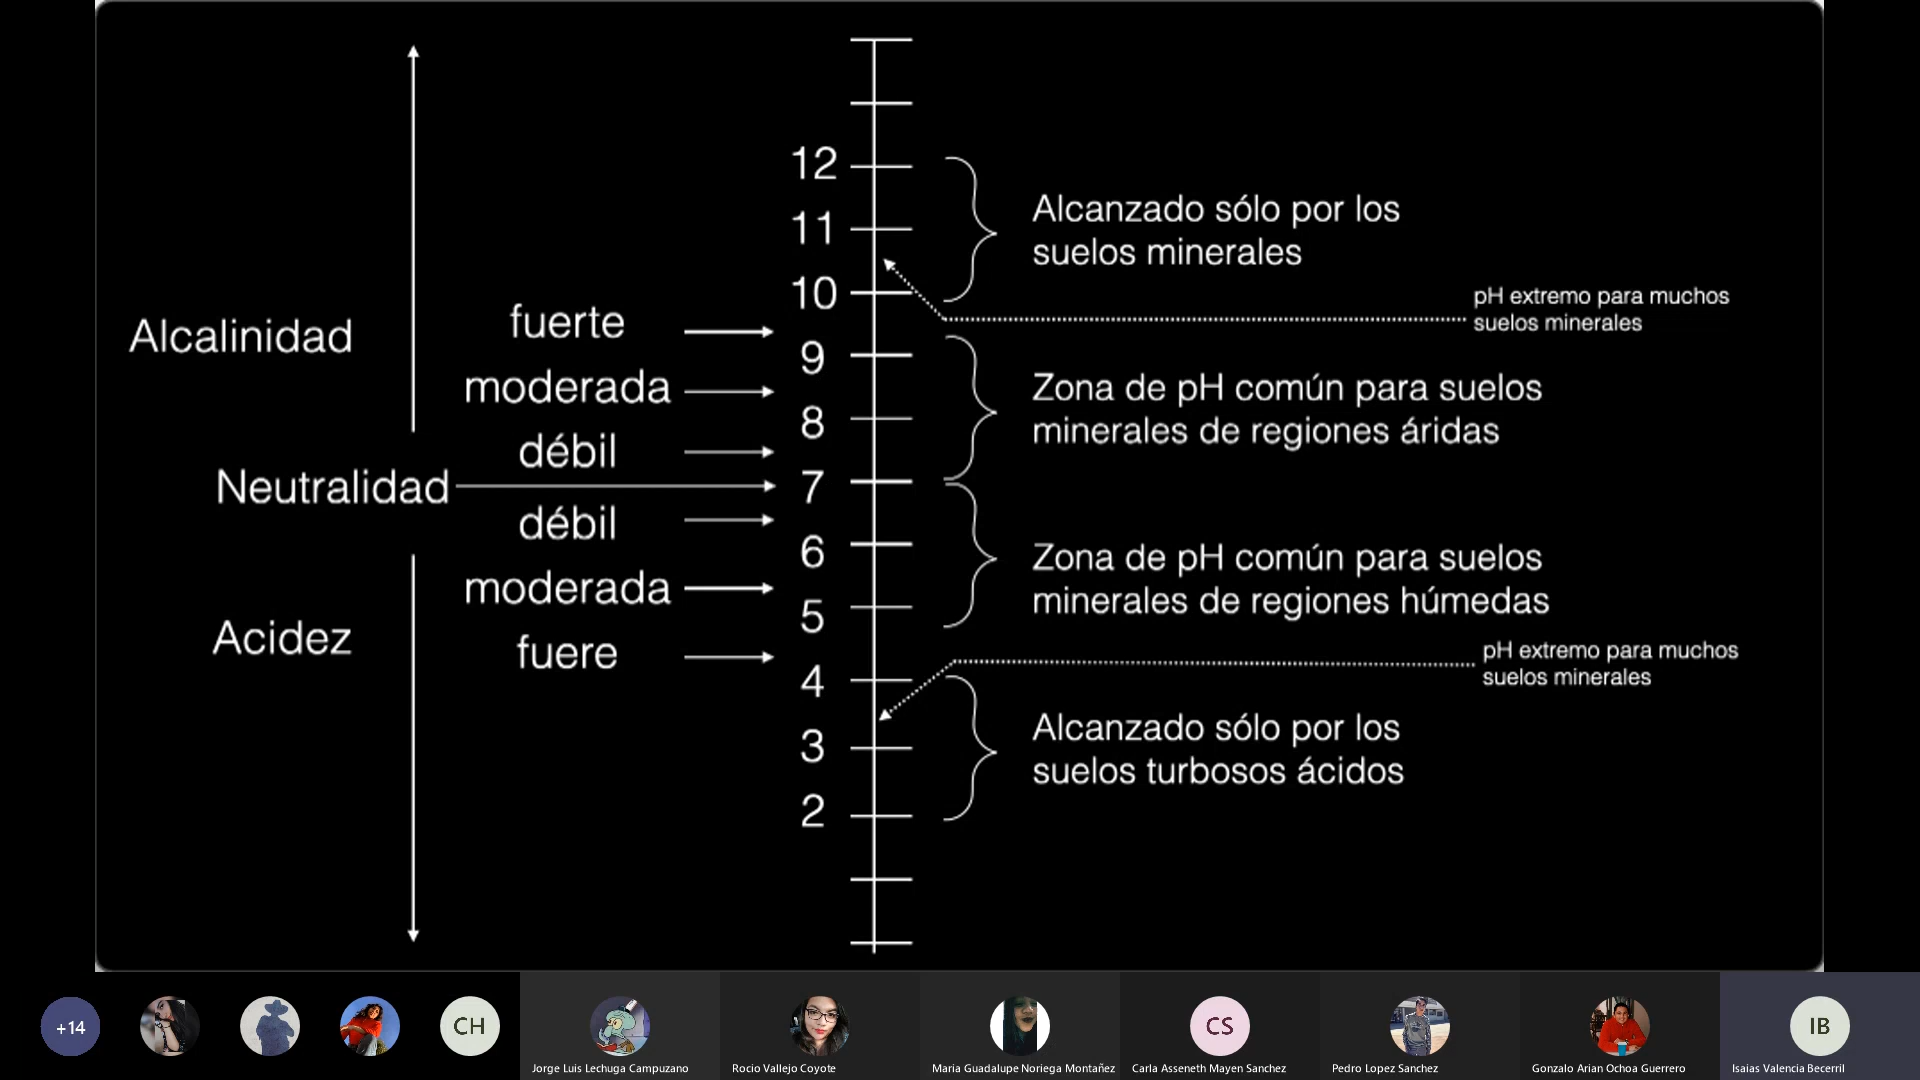 12
11
10
9
8
7
6
5
4
3
2
Alcalinidad
Neutralidad
Acidez
fuerte
moderada
débil
débil
moderada
fuere
Alcanzado sólo por los
suelos minerales
pH extremo para muchos
suelos minerales
Zona de pH común para suelos
minerales de regiones áridas
Zona de pH común para suelos
minerales de regiones húmedas
pH extremo para muchos
suelos minerales
Alcanzado sólo por los
suelos turbosos ácidos
+14
CH
Jorge Luis Lechuga Campuzano
Rocio Vallejo Coyote
Maria Guadalupe Noriega Montañez
CS
Carla Asseneth Mayen Sanchez
Pedro Lopez Sanchez
Gonzalo Arian Ochoa Guerrero
IB
Isaias Valencia Becerril